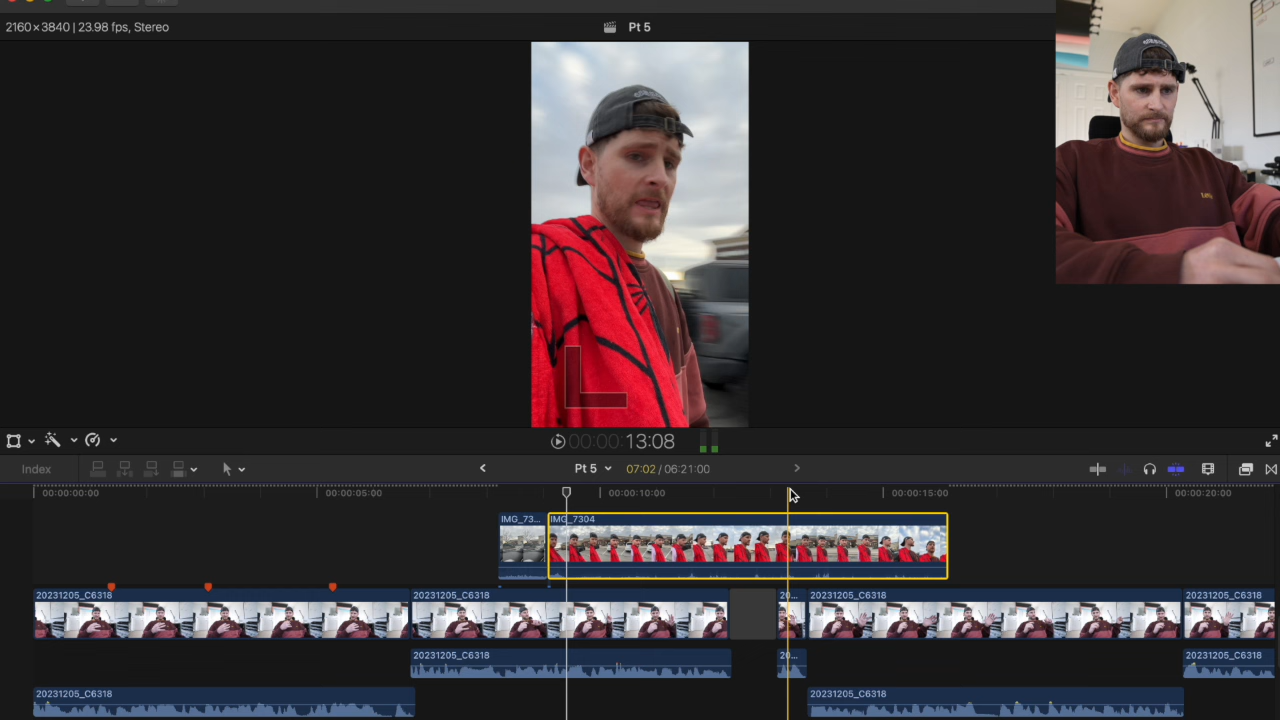 2160×3840 | 23.98 fps, Stereo
Pt 5
00:00:13:08
Index
Pt 5
07:02 / 06:21:00
00:00:00:00
00:00:05:00
00:00:10:00
00:00:15:00
00:00:20:00
IMG_73...
IMG_7304
20231205_C6318
20231205_C6318
20...
20231205_C6318
20231205_C6318
20231205_C6318
20...
20231205_C6318
20231205_C6318
20231205_C6318